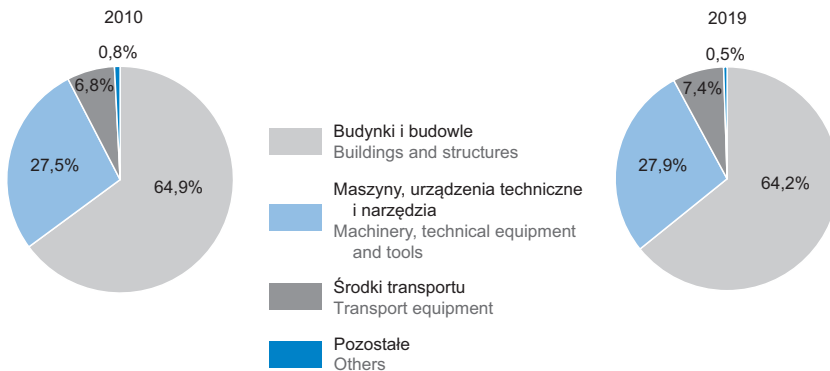 2010
0,8%
6,8%
27,5%
64,9%
Budynki i budowle
Buildings and structures
Maszyny, urządzenia techniczne
i narzędzia
Machinery, technical equipment
and tools
Środki transportu
Transport equipment
Pozostałe
Others
2019
0,5%
7,4%
27,9%
64,2%